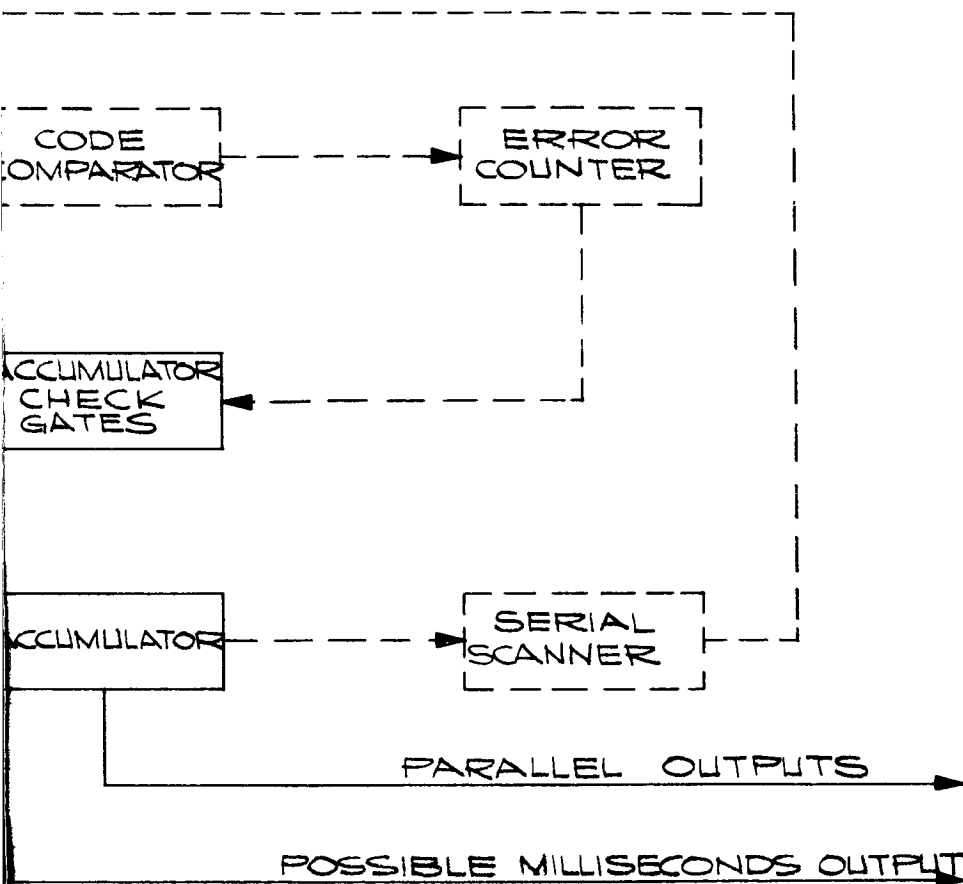 CODE
COMPARATOR
ERROR
COUNTER
ACCUMULATOR
CHECK
GATES
ACCUMULATOR
SERIAL
SCANNER
PARALLEL OUTPUTS
POSSIBLE MILLISECONDS OUTPUT